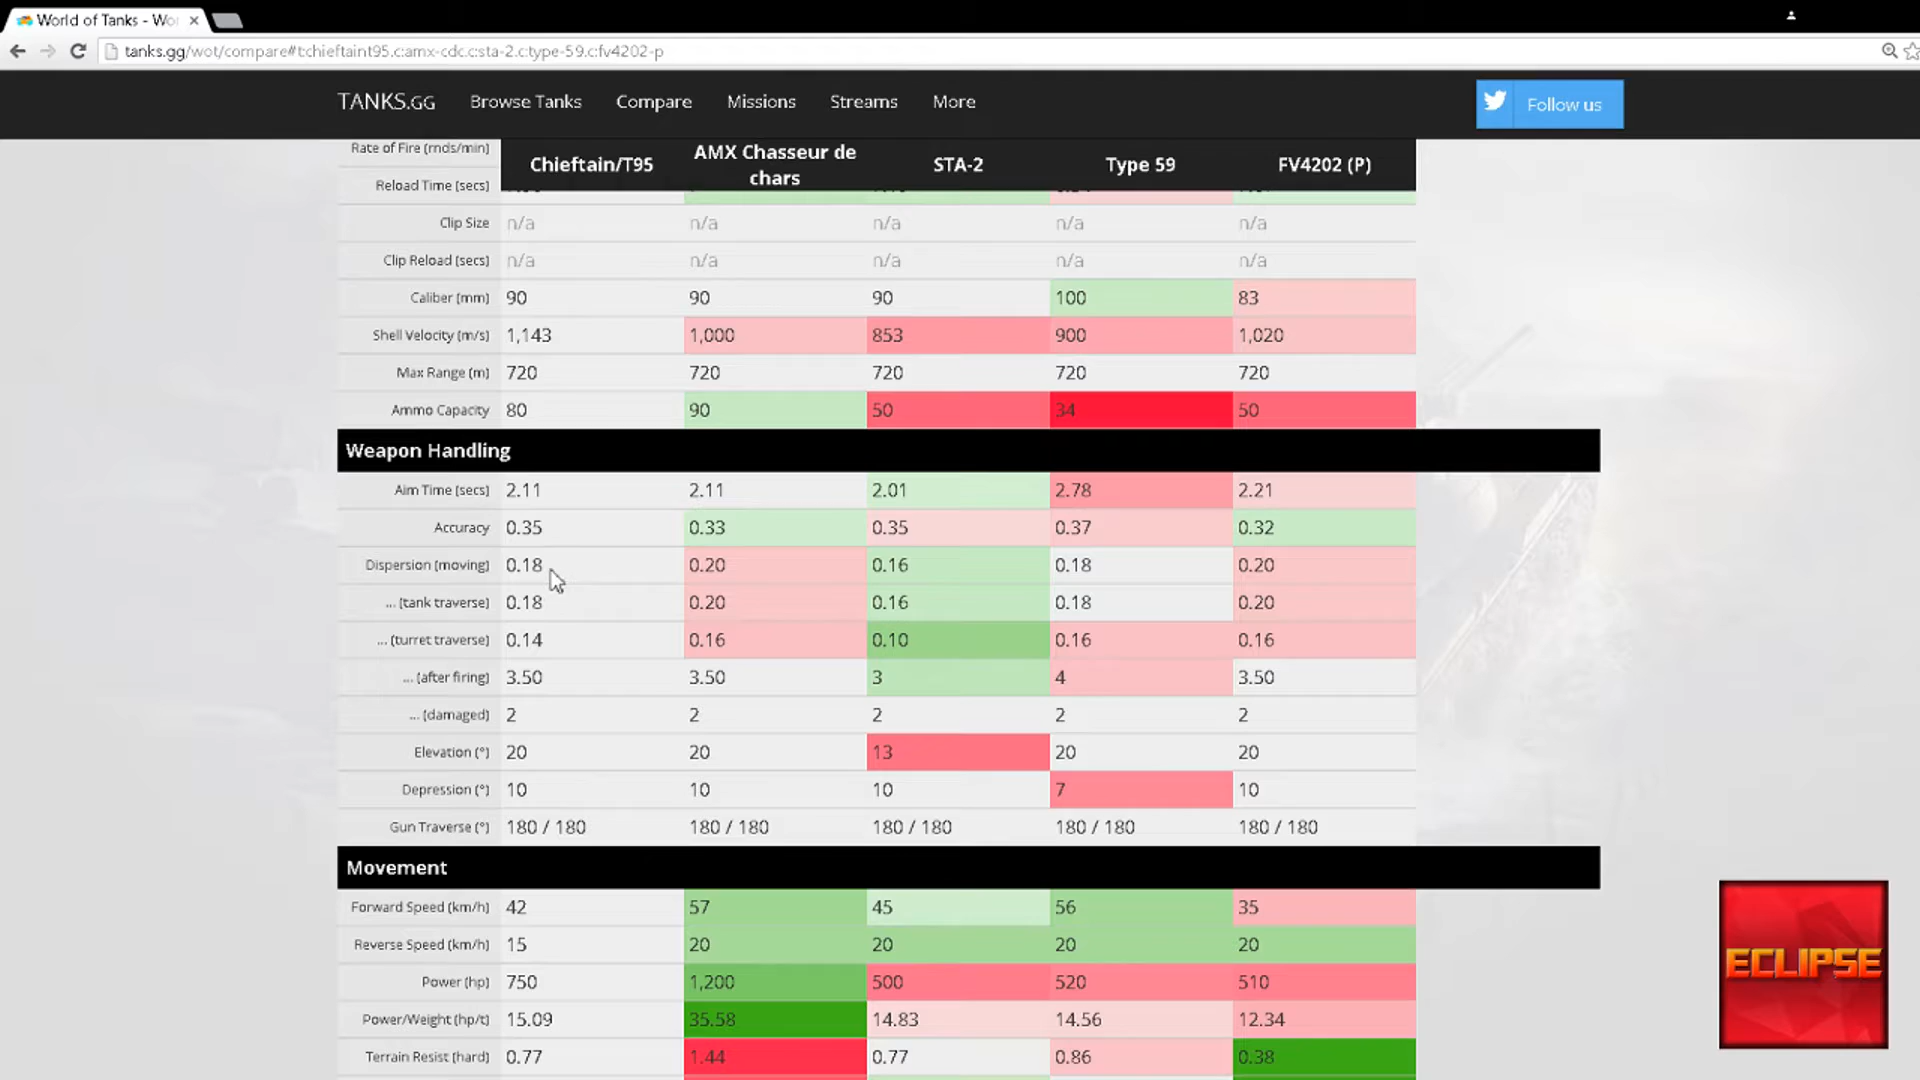 World of Tanks - Wo
tanks.gg/wot/compare#t:chieftaint95.c:amx-cdc.c:sta-2.c:type-59.c:fv4202-p
TANKS.GG Browse Tanks Compare Missions Streams More Follow us
Chieftain/T95 AMX Chasseur de chars STA-2 Type 59 FV4202 (P)
Rate of Fire (rnds/min)
Reload Time (secs)
Clip Size n/a n/a n/a n/a n/a
Clip Reload (secs) n/a n/a n/a n/a n/a
Caliber (mm) 90 90 90 100 83
Shell Velocity (m/s) 1,143 1,000 853 900 1,020
Max Range (m) 720 720 720 720 720
Ammo Capacity 80 90 50 34 50
Weapon Handling
Aim Time (secs) 2.11 2.11 2.01 2.78 2.21
Accuracy 0.35 0.33 0.35 0.37 0.32
Dispersion (moving) 0.18 0.20 0.16 0.18 0.20
... (tank traverse) 0.18 0.20 0.16 0.18 0.20
... (turret traverse) 0.14 0.16 0.10 0.16 0.16
... (after firing) 3.50 3.50 3 4 3.50
... (damaged) 2 2 2 2 2
Elevation (°) 20 20 13 20 20
Depression (°) 10 10 10 7 10
Gun Traverse (°) 180 / 180 180 / 180 180 / 180 180 / 180 180 / 180
Movement
Forward Speed (km/h) 42 57 45 56 35
Reverse Speed (km/h) 15 20 20 20 20
Power (hp) 750 1,200 500 520 510
Power/Weight (hp/t) 15.09 35.58 14.83 14.56 12.34
Terrain Resist (hard) 0.77 1.44 0.77 0.86 0.38
ECLIPSE